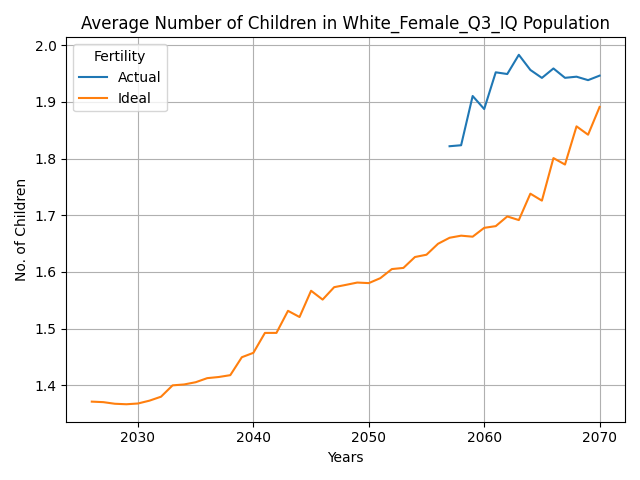 Average Number of Children in White_Female_Q3_IQ Population
Fertility
Actual
Ideal
No. of Children
2.0
1.9
1.8
1.7
1.6
1.5
1.4
2030 2040 2050 2060 2070
Years